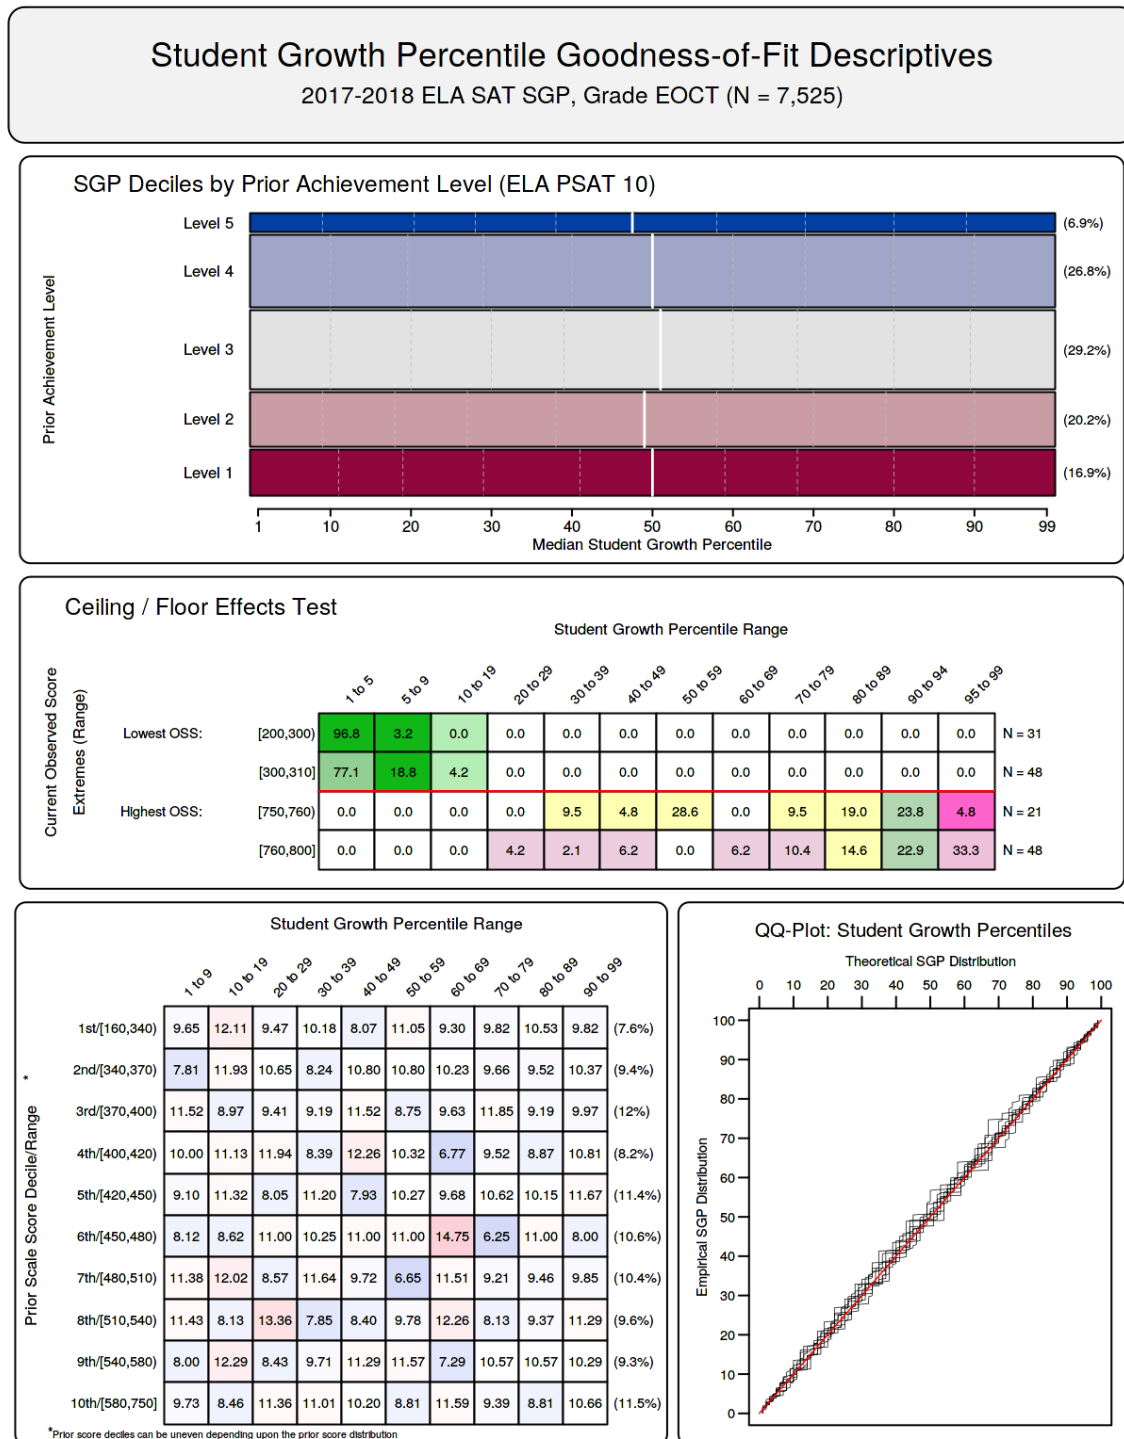 Student Growth Percentile Goodness-of-Fit Descriptives
2017-2018 ELA SAT SGP, Grade EOCT (N = 7,525)
SGP Deciles by Prior Achievement Level (ELA PSAT 10)
Prior Achievement Level
Level 5 (6.9%)
Level 4 (26.8%)
Level 3 (29.2%)
Level 2 (20.2%)
Level 1 (16.9%)
1 10 20 30 40 50 60 70 80 90 99
Median Student Growth Percentile
Ceiling / Floor Effects Test
Student Growth Percentile Range
Current Observed Score
Extremes (Range)
1 to 5 5 to 9 10 to 19 20 to 29 30 to 39 40 to 49 50 to 59 60 to 69 70 to 79 80 to 89 90 to 94 95 to 99
Lowest OSS: [200,300) 96.8 3.2 0.0 0.0 0.0 0.0 0.0 0.0 0.0 0.0 0.0 0.0 N = 31
[300,310] 77.1 18.8 4.2 0.0 0.0 0.0 0.0 0.0 0.0 0.0 0.0 0.0 N = 48
Highest OSS: [750,760) 0.0 0.0 0.0 0.0 9.5 4.8 28.6 0.0 9.5 19.0 23.8 4.8 N = 21
[760,800] 0.0 0.0 0.0 4.2 2.1 6.2 0.0 6.2 10.4 14.6 22.9 33.3 N = 48
Student Growth Percentile Range
Prior Scale Score Decile/Range *
1 to 9 10 to 19 20 to 29 30 to 39 40 to 49 50 to 59 60 to 69 70 to 79 80 to 89 90 to 99
1st/[160,340) 9.65 12.11 9.47 10.18 8.07 11.05 9.30 9.82 10.53 9.82 (7.6%)
2nd/[340,370) 7.81 11.93 10.65 8.24 10.80 10.80 10.23 9.66 9.52 10.37 (9.4%)
3rd/[370,400) 11.52 8.97 9.41 9.19 11.52 8.75 9.63 11.85 9.19 9.97 (12%)
4th/[400,420) 10.00 11.13 11.94 8.39 12.26 10.32 6.77 9.52 8.87 10.81 (8.2%)
5th/[420,450) 9.10 11.32 8.05 11.20 7.93 10.27 9.68 10.62 10.15 11.67 (11.4%)
6th/[450,480) 8.12 8.62 11.00 10.25 11.00 11.00 14.75 6.25 11.00 8.00 (10.6%)
7th/[480,510) 11.38 12.02 8.57 11.64 9.72 6.65 11.51 9.21 9.46 9.85 (10.4%)
8th/[510,540) 11.43 8.13 13.36 7.85 8.40 9.78 12.26 8.13 9.37 11.29 (9.6%)
9th/[540,580) 8.00 12.29 8.43 9.71 11.29 11.57 7.29 10.57 10.57 10.29 (9.3%)
10th/[580,750] 9.73 8.46 11.36 11.01 10.20 8.81 11.59 9.39 8.81 10.66 (11.5%)
*Prior score deciles can be uneven depending upon the prior score distribution
QQ-Plot: Student Growth Percentiles
Theoretical SGP Distribution
0 10 20 30 40 50 60 70 80 90 100
Empirical SGP Distribution
100
90
80
70
60
50
40
30
20
10
0